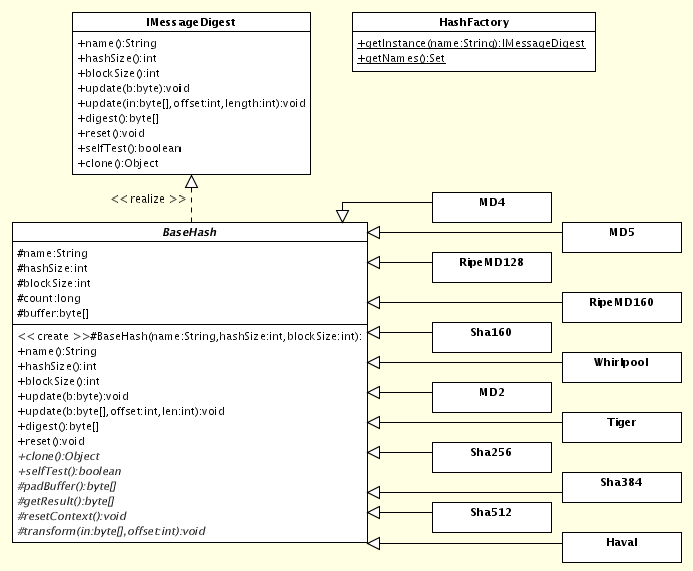 IMessageDigest
+name():String
+hashSize():int
+blockSize():int
+update(b:byte):void
+update(in:byte[],offset:int,length:int):void
+digest():byte[]
+reset():void
+selfTest():boolean
+clone():Object
HashFactory
+getInstance(name:String):IMessageDigest
+getNames():Set
<< realize >>
BaseHash
#name:String
#hashSize:int
#blockSize:int
#count:long
#buffer:byte[]
<< create >>#BaseHash(name:String,hashSize:int,blockSize:int):
+name():String
+hashSize():int
+blockSize():int
+update(b:byte):void
+update(b:byte[],offset:int,len:int):void
+digest():byte[]
+reset():void
+clone():Object
+selfTest():boolean
#padBuffer():byte[]
#getResult():byte[]
#resetContext():void
#transform(in:byte[],offset:int):void
MD4
MD5
RipeMD128
RipeMD160
Sha160
Whirlpool
MD2
Tiger
Sha256
Sha384
Sha512
Haval